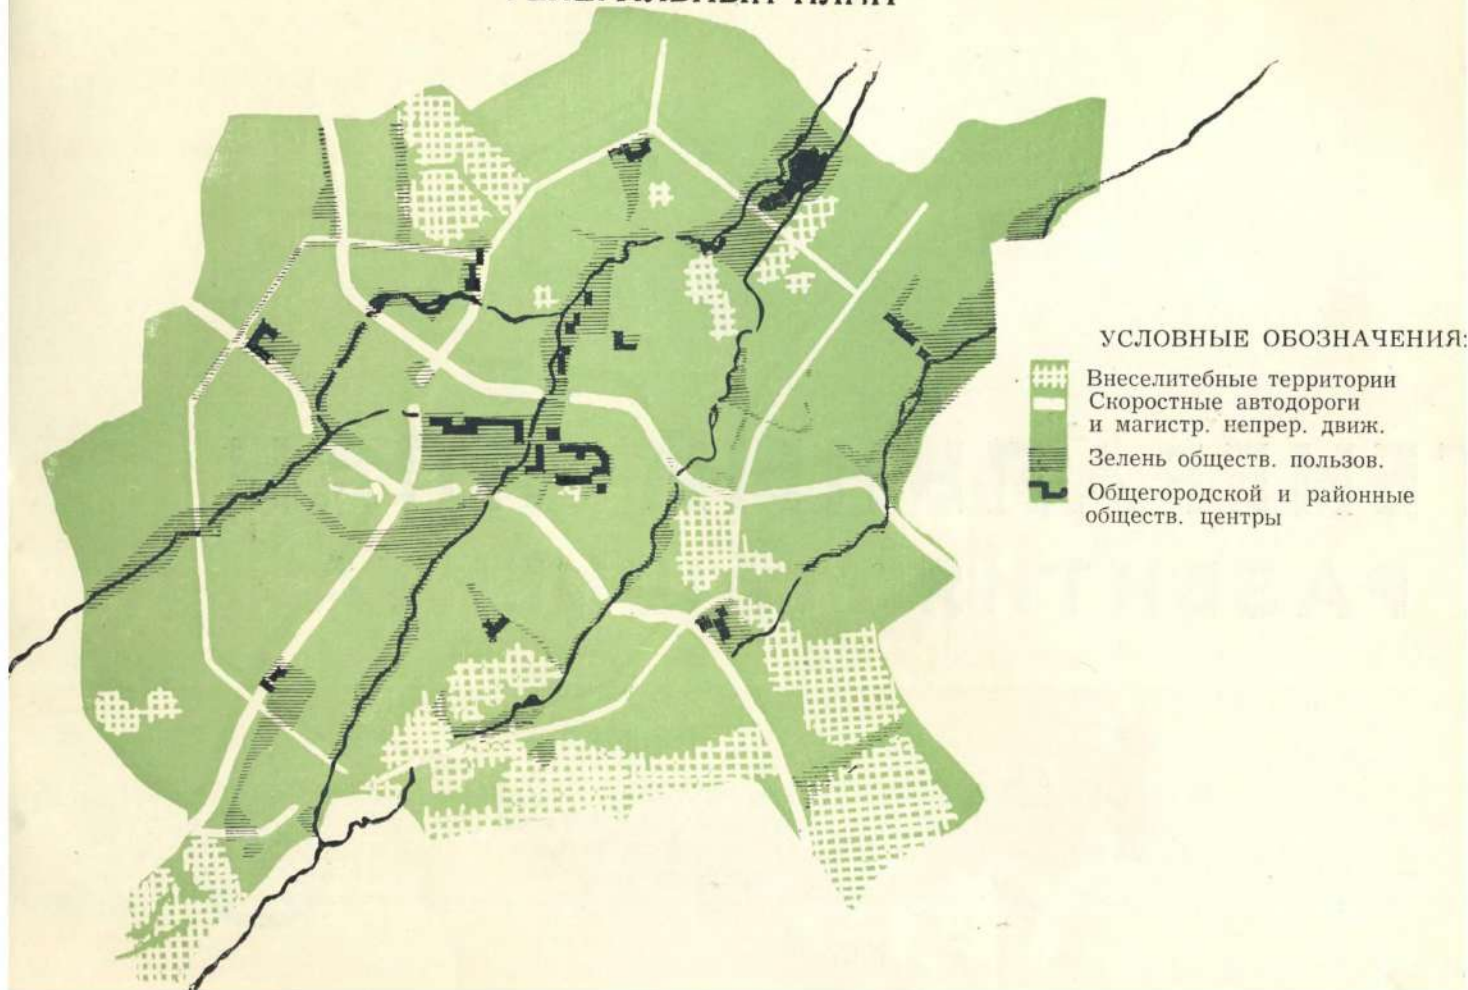 УСЛОВНЫЕ ОБОЗНАЧЕНИЯ:
Внеселитебные территории
Скоростные автодороги
и магистр. непрер. движ.
Зелень обществ. пользов.
Общегородской и районные
обществ. центры